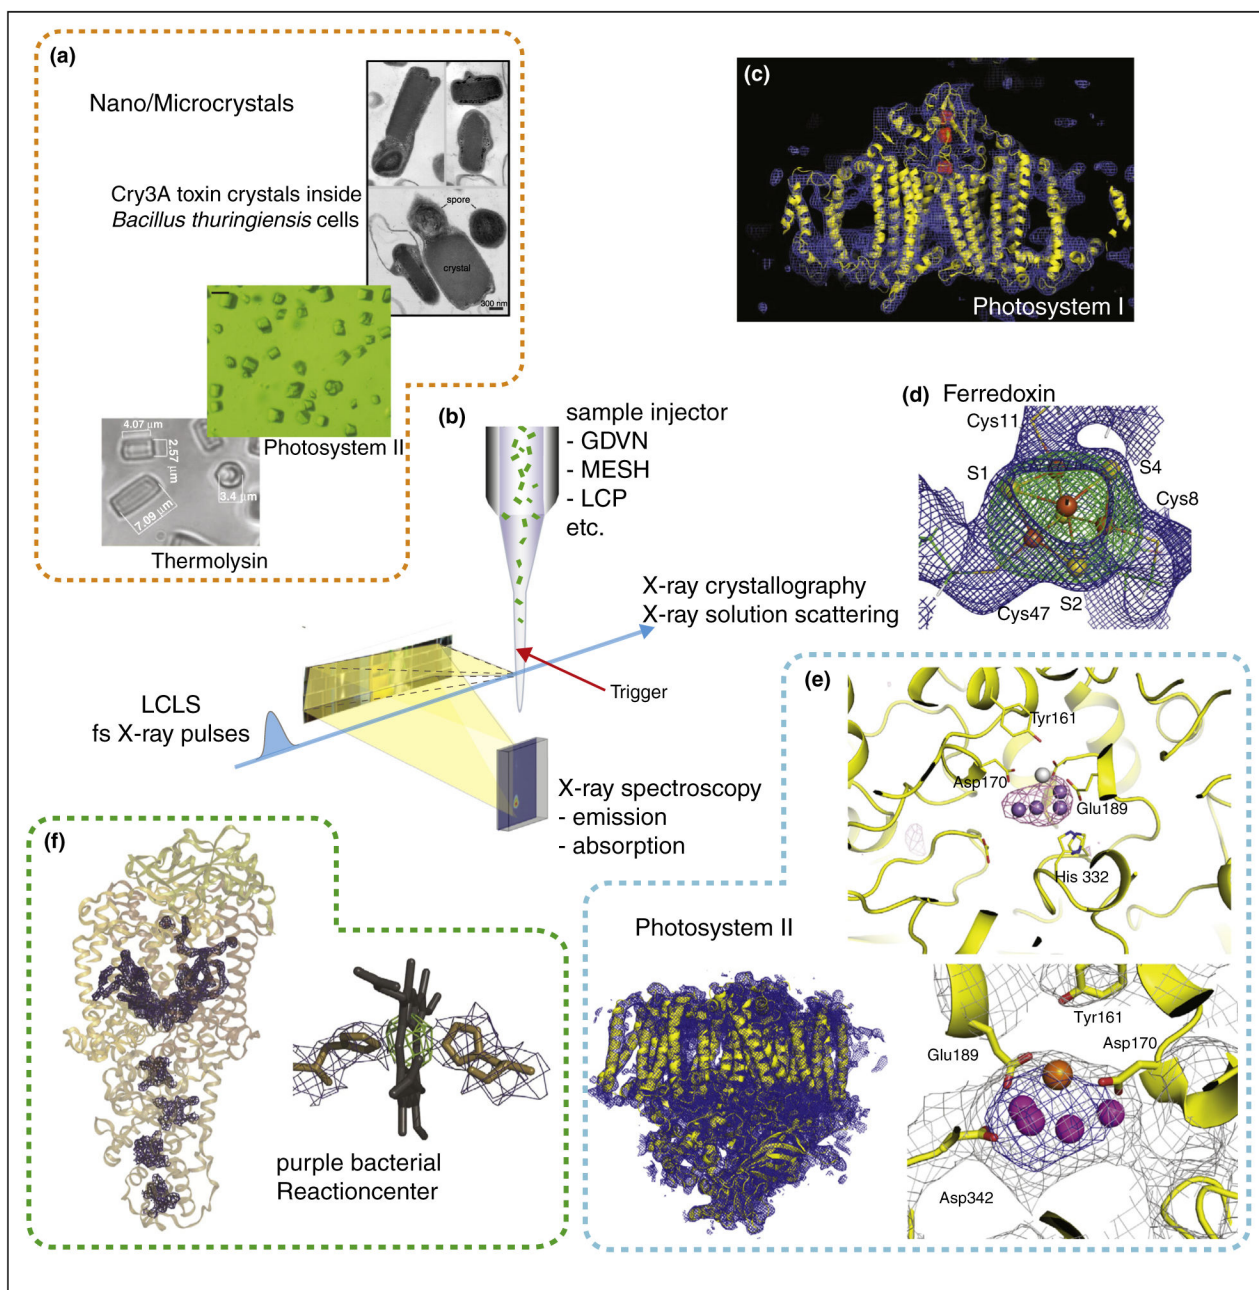 (a)
Nano/Microcrystals
Cry3A toxin crystals inside
Bacillus thuringiensis cells
spore
crystal
300 nm
Photosystem II
4.07 µm
2.57 µm
3.4 µm
7.09 µm
Thermolysin
(b)
sample injector
- GDVN
- MESH
- LCP
etc.
X-ray crystallography
X-ray solution scattering
Trigger
LCLS
fs X-ray pulses
X-ray spectroscopy
- emission
- absorption
(c)
Photosystem I
(d)
Ferredoxin
Cys11
S1
S4
Cys8
S2
Cys47
(e)
Tyr161
Asp170
Glu189
His 332
Photosystem II
Tyr161
Asp170
Glu189
Asp342
(f)
purple bacterial
Reactioncenter